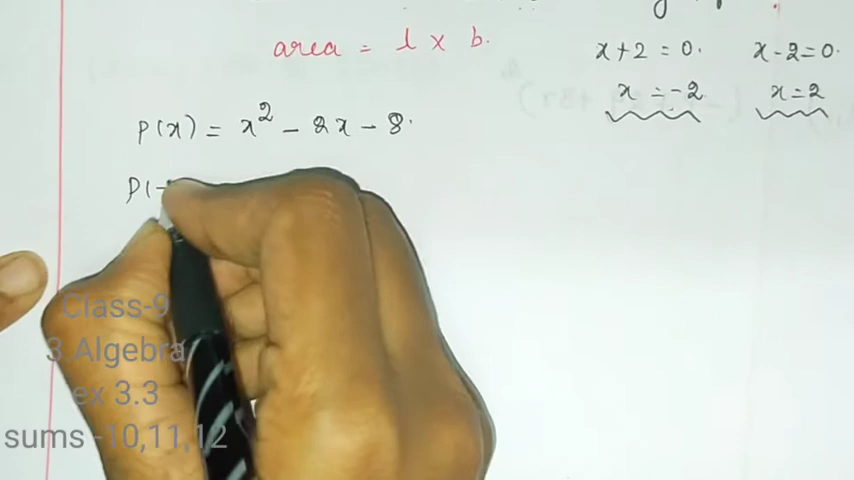 area = l x b.
x+2 = 0.
x-2=0.
x = -2
x = 2
P(x) = x² - 2x - 8.
P(-
Class-9
3.Algebra
ex 3.3
sums -10,11,12